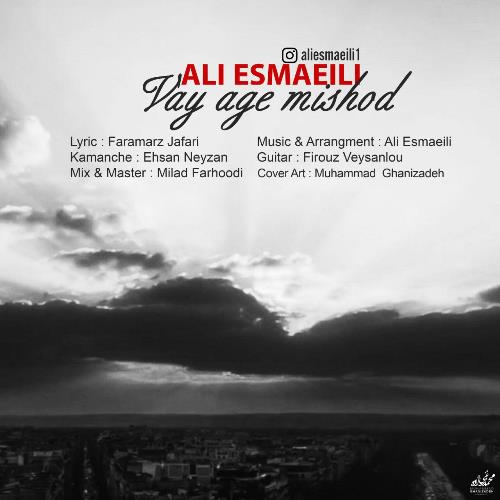 aliesmaeili1
ALI ESMAEILI
Vay age mishod
Lyric : Faramarz Jafari
Music & Arrangment : Ali Esmaeili
Kamanche : Ehsan Neyzan
Guitar : Firouz Veysanlou
Mix & Master : Milad Farhoodi
Cover Art : Muhammad Ghanizadeh